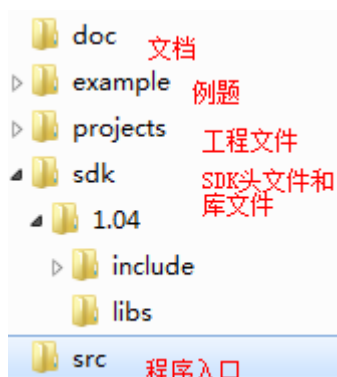 doc 文档
example 例题
projects 工程文件
sdk SDK头文件和
库文件
1.04
include
libs
src 程序入口